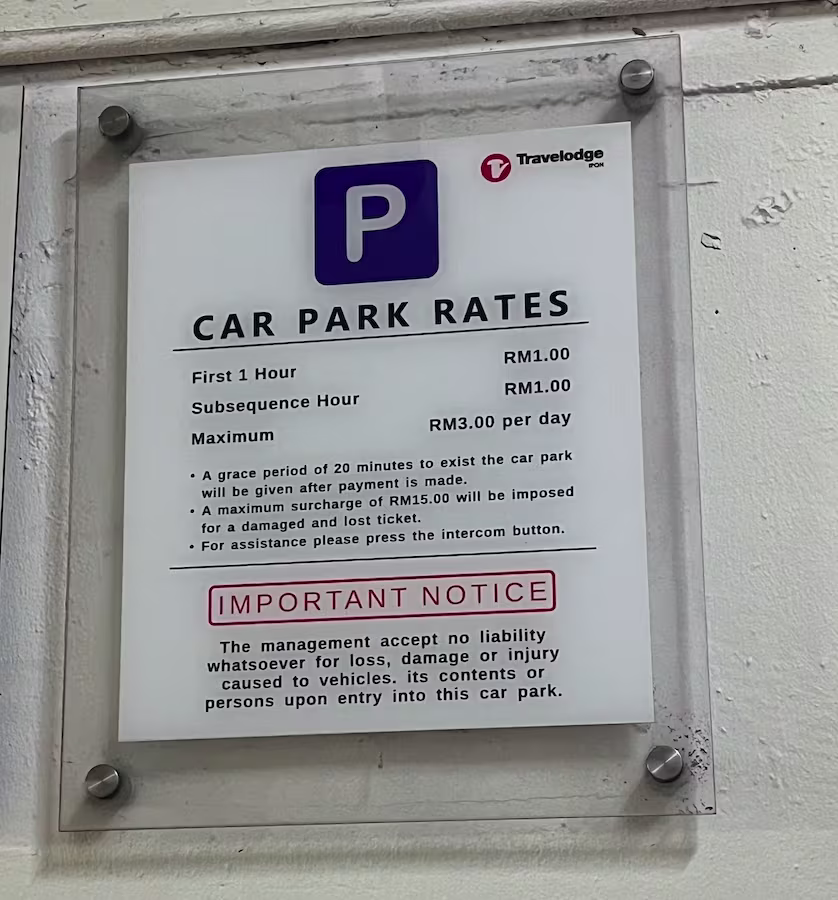 Travelodge
IPOH
P
CAR PARK RATES
First 1 Hour RM1.00
Subsequence Hour RM1.00
Maximum RM3.00 per day
• A grace period of 20 minutes to exist the car park
will be given after payment is made.
• A maximum surcharge of RM15.00 will be imposed
for a damaged and lost ticket.
• For assistance please press the intercom button.
IMPORTANT NOTICE
The management accept no liability
whatsoever for loss, damage or injury
caused to vehicles. its contents or
persons upon entry into this car park.